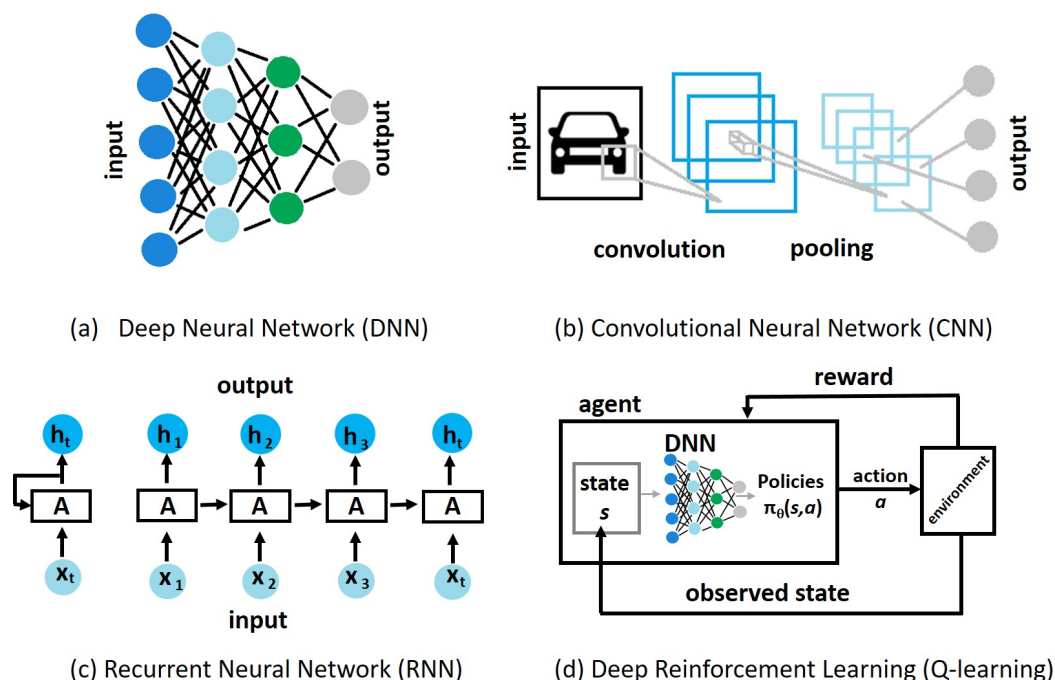 input
output
(a) Deep Neural Network (DNN)
input
convolution
pooling
output
(b) Convolutional Neural Network (CNN)
output
hₜ
h₁
h₂
h₃
hₜ
A
A
A
A
A
xₜ
x₁
x₂
x₃
xₜ
input
(c) Recurrent Neural Network (RNN)
reward
agent
DNN
state
s
Policies
π_θ(s,a)
action
a
environment
observed state
(d) Deep Reinforcement Learning (Q-learning)